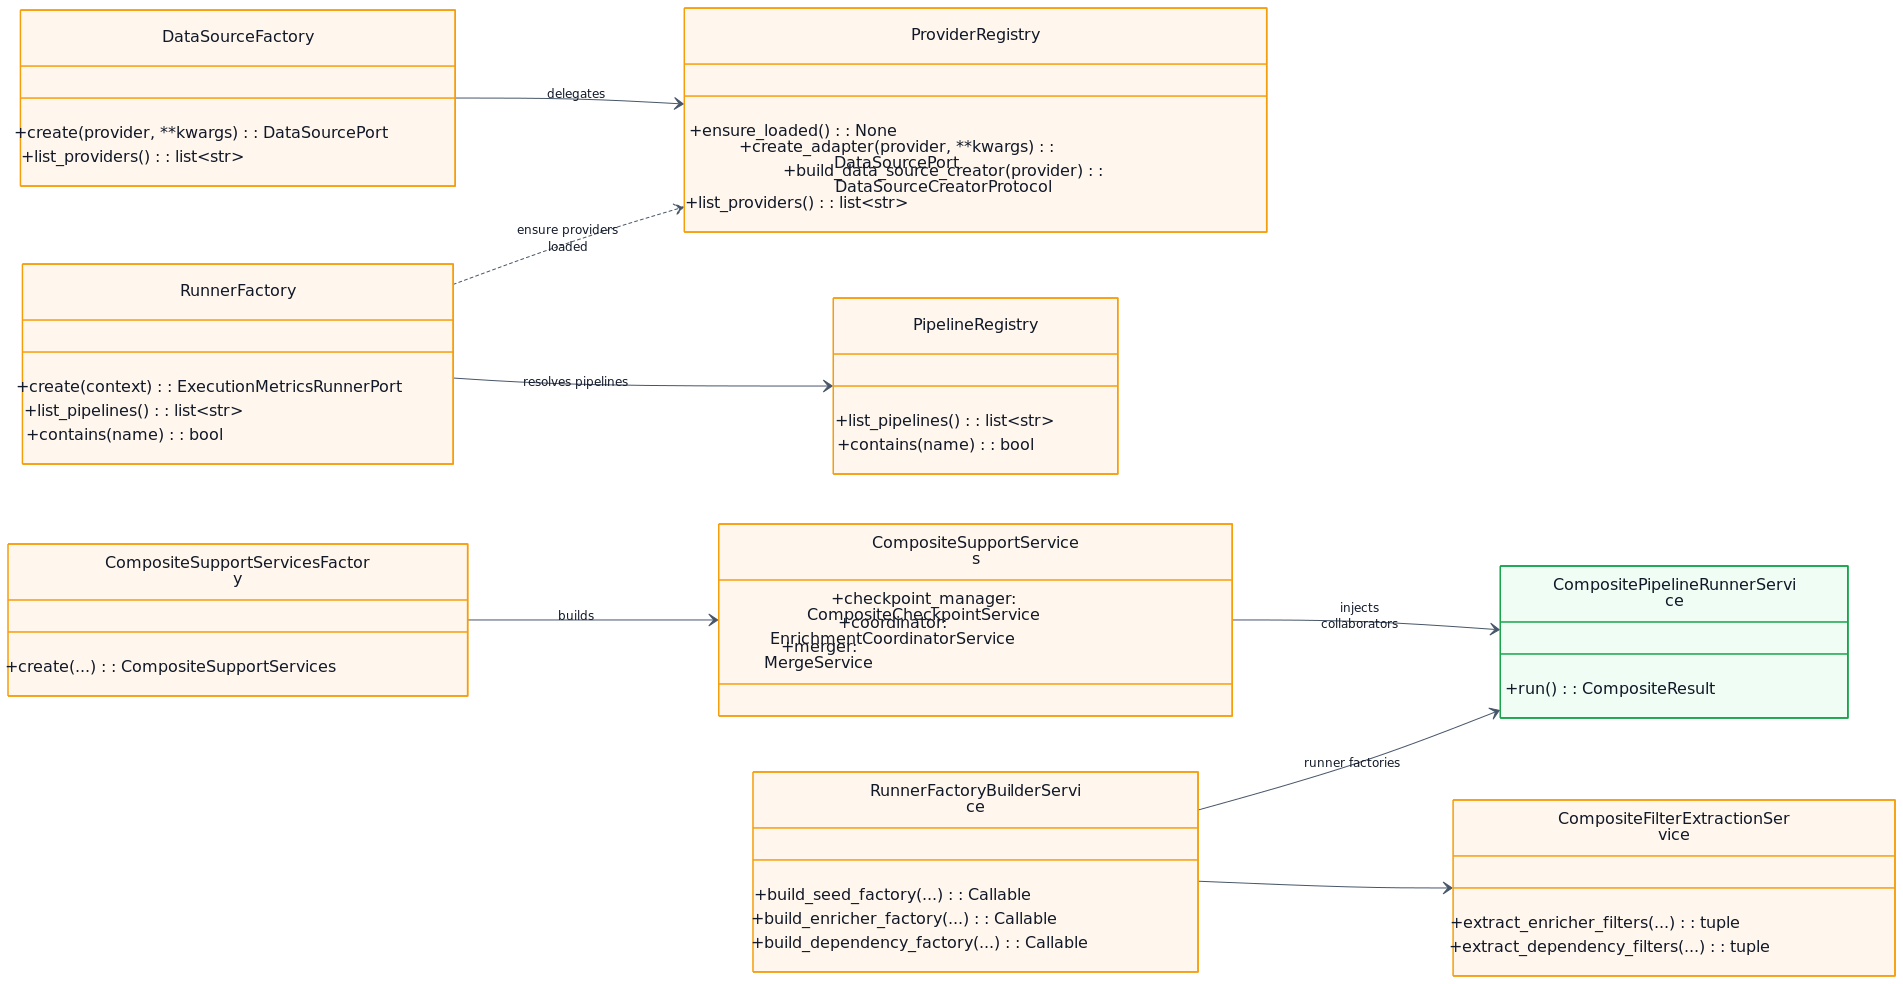 DataSourceFactory
+create(provider, **kwargs) : : DataSourcePort
+list_providers() : : list<str>
delegates
ProviderRegistry
+ensure_loaded() : : None
+create_adapter(provider, **kwargs) : :
DataSourcePort
+build_data_source_creator(provider) : :
DataSourceCreatorProtocol
+list_providers() : : list<str>
ensure providers
loaded
RunnerFactory
+create(context) : : ExecutionMetricsRunnerPort
+list_pipelines() : : list<str>
+contains(name) : : bool
resolves pipelines
PipelineRegistry
+list_pipelines() : : list<str>
+contains(name) : : bool
CompositeSupportServicesFactor
y
+create(...) : : CompositeSupportServices
builds
CompositeSupportService
s
+checkpoint_manager:
CompositeCheckpointService
+coordinator:
EnrichmentCoordinatorService
+merger:
MergeService
injects
collaborators
CompositePipelineRunnerServi
ce
+run() : : CompositeResult
runner factories
RunnerFactoryBuilderServi
ce
+build_seed_factory(...) : : Callable
+build_enricher_factory(...) : : Callable
+build_dependency_factory(...) : : Callable
CompositeFilterExtractionSer
vice
+extract_enricher_filters(...) : : tuple
+extract_dependency_filters(...) : : tuple